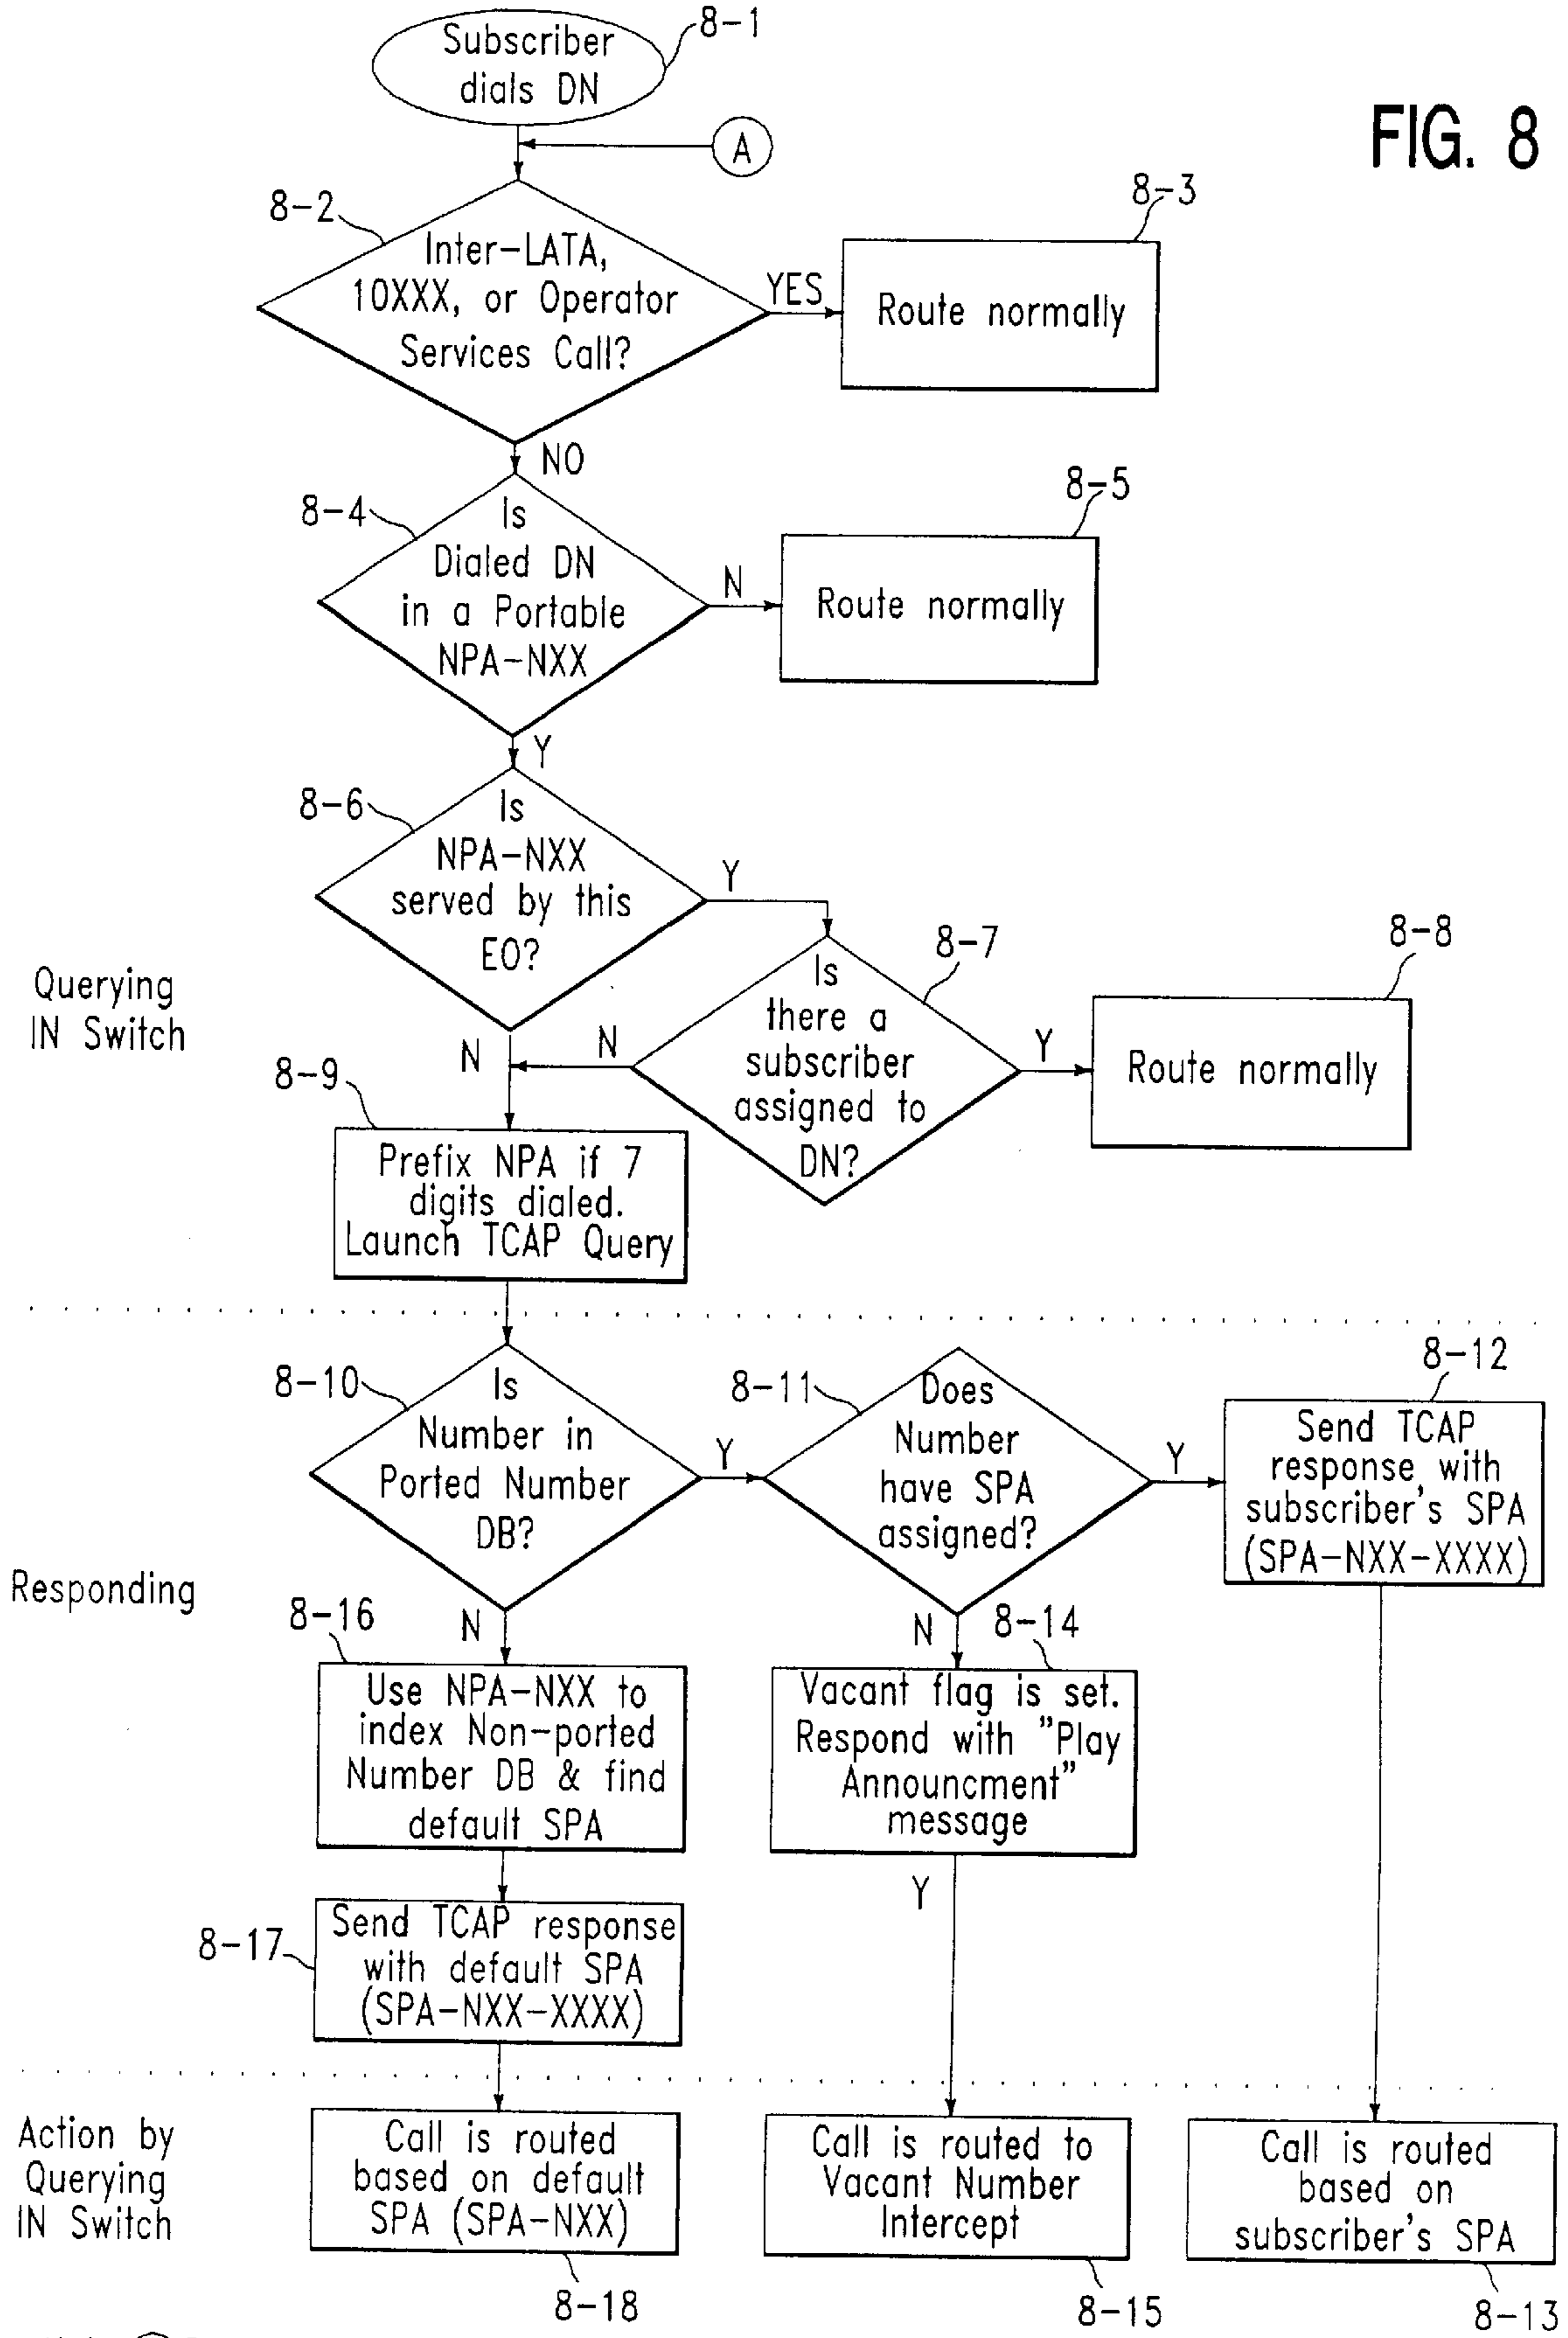 FIG. 8
8-1
Subscriber
dials DN
A
8-2
Inter-LATA,
10XXX, or Operator
Services Call?
YES
8-3
Route normally
NO
8-4
Is
Dialed DN
in a Portable
NPA-NXX
N
8-5
Route normally
Y
8-6
Is
NPA-NXX
served by this
EO?
Y
8-7
Is
there a
subscriber
assigned to
DN?
Y
8-8
Route normally
N
N
Querying
IN Switch
8-9
Prefix NPA if 7
digits dialed.
Launch TCAP Query
8-10
Is
Number in
Ported Number
DB?
Y
8-11
Does
Number
have SPA
assigned?
Y
8-12
Send TCAP
response with
subscriber's SPA
(SPA-NXX-XXXX)
Responding
N
8-16
Use NPA-NXX to
index Non-ported
Number DB & find
default SPA
N
8-14
Vacant flag is set.
Respond with "Play
Announcment"
message
Y
8-17
Send TCAP response
with default SPA
(SPA-NXX-XXXX)
Action by
Querying
IN Switch
Call is routed
based on default
SPA (SPA-NXX)
8-18
Call is routed to
Vacant Number
Intercept
8-15
Call is routed
based on
subscriber's SPA
8-13